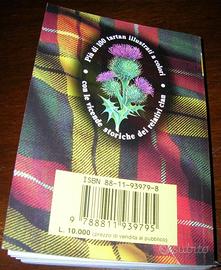 Più di 100 tartan illustrati a colori
con le vicende storiche dei relativi clan
ISBN 88-11-93979-8
9 788811 939795
L. 10.000 (prezzo di vendita al pubblico)
subito